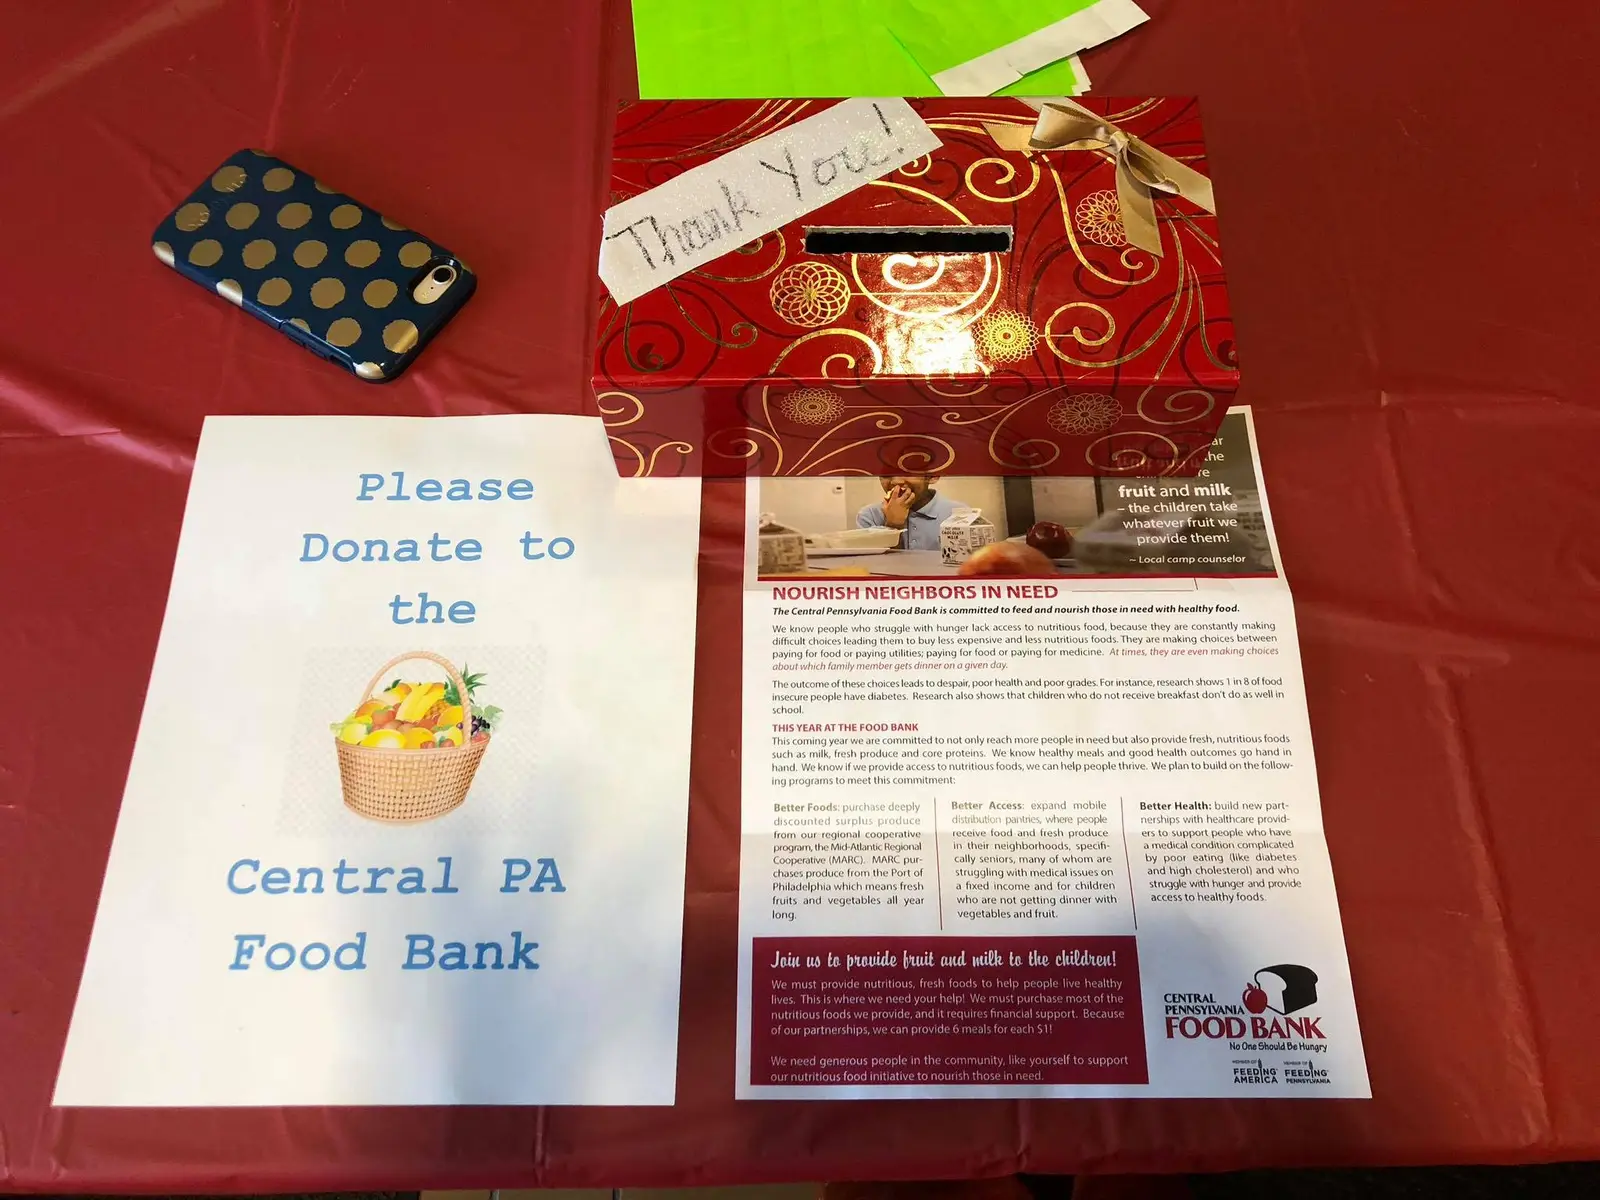 Thank You!
Please
Donate to
the
Central PA
Food Bank
the
re
fruit and milk
– the children take
whatever fruit we
provide them!
~ Local camp counselor
NOURISH NEIGHBORS IN NEED
The Central Pennsylvania Food Bank is committed to feed and nourish those in need with healthy food.
We know people who struggle with hunger lack access to nutritious food, because they are constantly making
difficult choices leading them to buy less expensive and less nutritious foods. They are making choices between
paying for food or paying utilities; paying for food or paying for medicine. At times, they are even making choices
about which family member gets dinner on a given day.
The outcome of these choices leads to despair, poor health and poor grades. For instance, research shows 1 in 8 of food
insecure people have diabetes. Research also shows that children who do not receive breakfast don't do as well in
school.
THIS YEAR AT THE FOOD BANK
This coming year we are committed to not only reach more people in need but also provide fresh, nutritious foods
such as milk, fresh produce and core proteins. We know healthy meals and good health outcomes go hand in
hand. We know if we provide access to nutritious foods, we can help people thrive. We plan to build on the follow-
ing programs to meet this commitment:
Better Foods: purchase deeply
discounted surplus produce
from our regional cooperative
program, the Mid-Atlantic Regional
Cooperative (MARC). MARC pur-
chases produce from the Port of
Philadelphia which means fresh
fruits and vegetables all year
long.
Better Access: expand mobile
distribution pantries, where people
receive food and fresh produce
in their neighborhoods, specifi-
cally seniors, many of whom are
struggling with medical issues on
a fixed income and for children
who are not getting dinner with
vegetables and fruit.
Better Health: build new part-
nerships with healthcare provid-
ers to support people who have
a medical condition complicated
by poor eating (like diabetes
and high cholesterol) and who
struggle with hunger and provide
access to healthy foods.
Join us to provide fruit and milk to the children!
We must provide nutritious, fresh foods to help people live healthy
lives. This is where we need your help! We must purchase most of the
nutritious foods we provide, and it requires financial support. Because
of our partnerships, we can provide 6 meals for each $1!
We need generous people in the community, like yourself to support
our nutritious food initiative to nourish those in need.
CENTRAL
PENNSYLVANIA
FOOD BANK
No One Should Be Hungry
MEMBER OF
FEEDING
AMERICA
MEMBER OF
FEEDING
PENNSYLVANIA